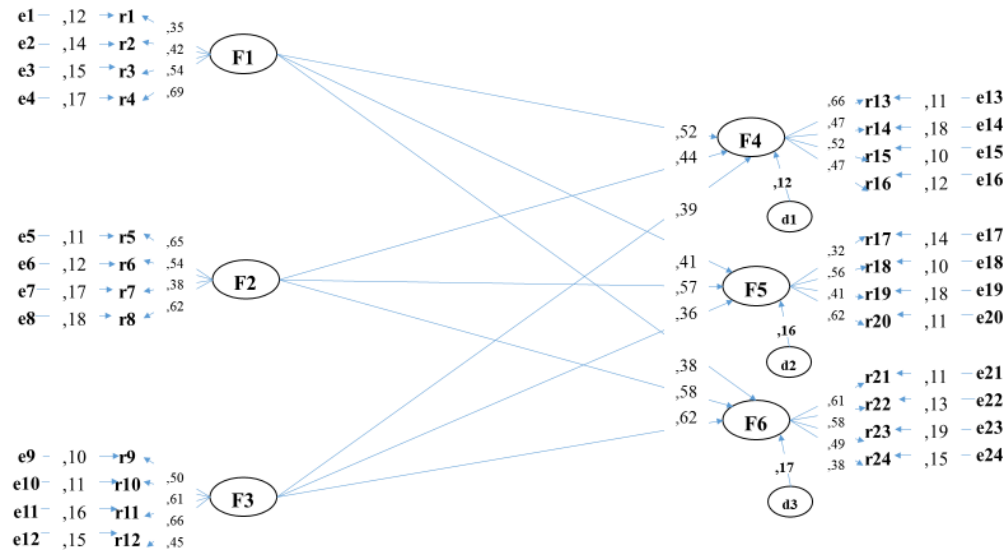 e1 ,12 r1 ,35
e2 ,14 r2 ,42
e3 ,15 r3 ,54
e4 ,17 r4 ,69
F1
e5 ,11 r5 ,65
e6 ,12 r6 ,54
e7 ,17 r7 ,38
e8 ,18 r8 ,62
F2
e9 ,10 r9 ,50
e10 ,11 r10 ,61
e11 ,16 r11 ,66
e12 ,15 r12 ,45
F3
,52
,44
,39
F4
,12
d1
,66 r13 ,11 e13
,47 r14 ,18 e14
,52 r15 ,10 e15
,47 r16 ,12 e16
,41
,57
,36
F5
,16
d2
,32 r17 ,14 e17
,56 r18 ,10 e18
,41 r19 ,18 e19
,62 r20 ,11 e20
,38
,58
,62
F6
,17
d3
,61 r21 ,11 e21
,58 r22 ,13 e22
,49 r23 ,19 e23
,38 r24 ,15 e24